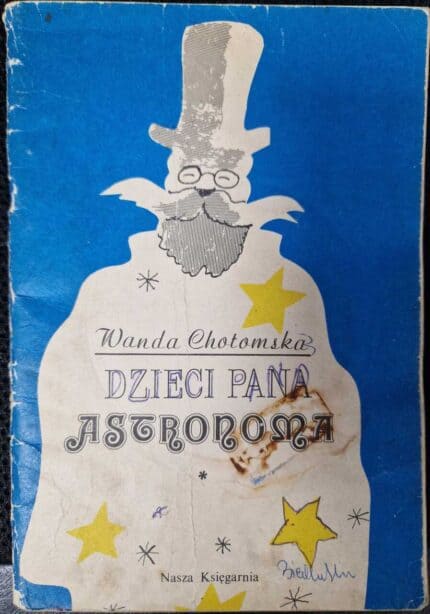 Wanda Chotomska
DZIECI PANA
ASTRONOMA
*
Nasza Księgarnia